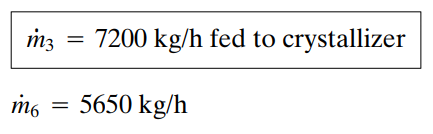 ṁ₃ = 7200 kg/h fed to crystallizer
ṁ₆ = 5650 kg/h